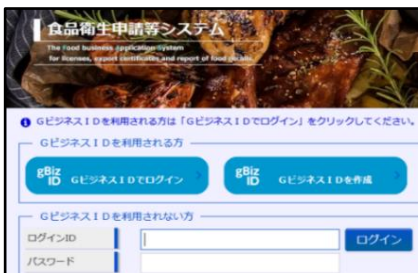 食品衛生申請等システム
The Food business Application System
for licenses, export certificates and report of food
GビジネスIDを利用される方は「GビジネスIDでログイン」をクリックしてください。
GビジネスIDを利用される方
gBiz ID GビジネスIDでログイン
gBiz ID GビジネスIDを作成
GビジネスIDを利用されない方
ログインID
ログイン
パスワード